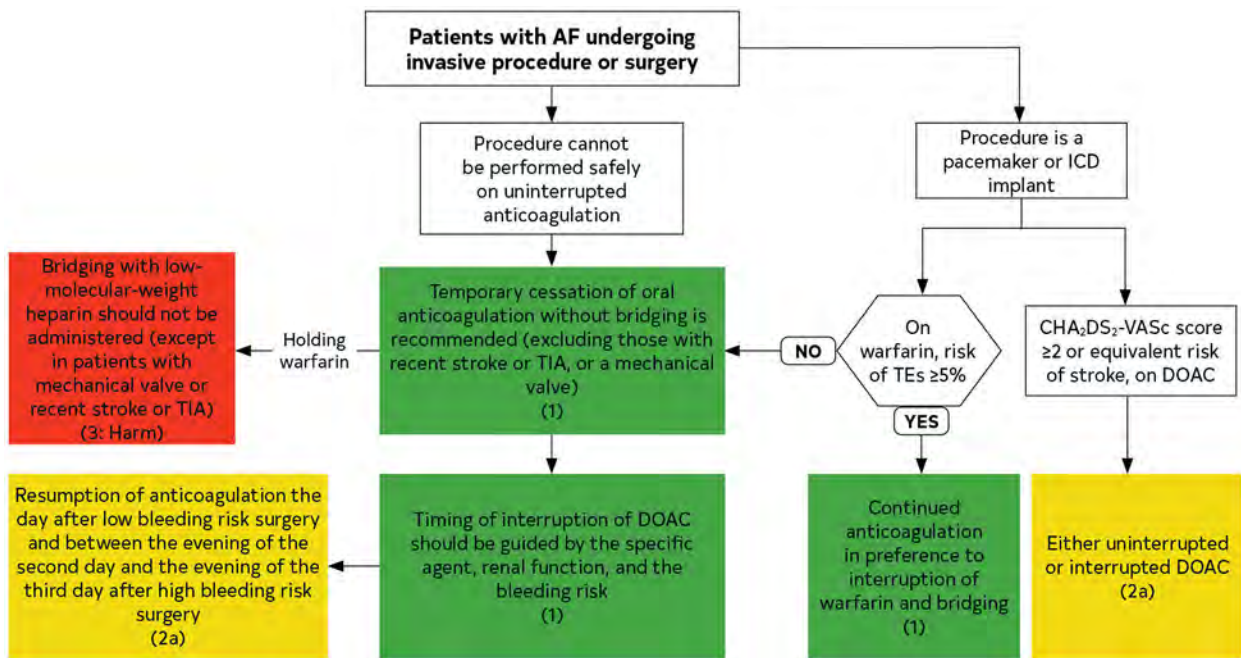 Patients with AF undergoing
invasive procedure or surgery
Procedure cannot
be performed safely
on uninterrupted
anticoagulation
Procedure is a
pacemaker or ICD
implant
Bridging with low-
molecular-weight
heparin should not be
administered (except
in patients with
mechanical valve or
recent stroke or TIA)
(3: Harm)
Holding
warfarin
Temporary cessation of oral
anticoagulation without bridging is
recommended (excluding those with
recent stroke or TIA, or a mechanical
valve)
(1)
NO
On
warfarin, risk
of TEs ≥5%
YES
CHA₂DS₂-VASc score
≥2 or equivalent risk
of stroke, on DOAC
Resumption of anticoagulation the
day after low bleeding risk surgery
and between the evening of the
second day and the evening of the
third day after high bleeding risk
surgery
(2a)
Timing of interruption of DOAC
should be guided by the specific
agent, renal function, and the
bleeding risk
(1)
Continued
anticoagulation
in preference to
interruption of
warfarin and bridging
(1)
Either uninterrupted
or interrupted DOAC
(2a)